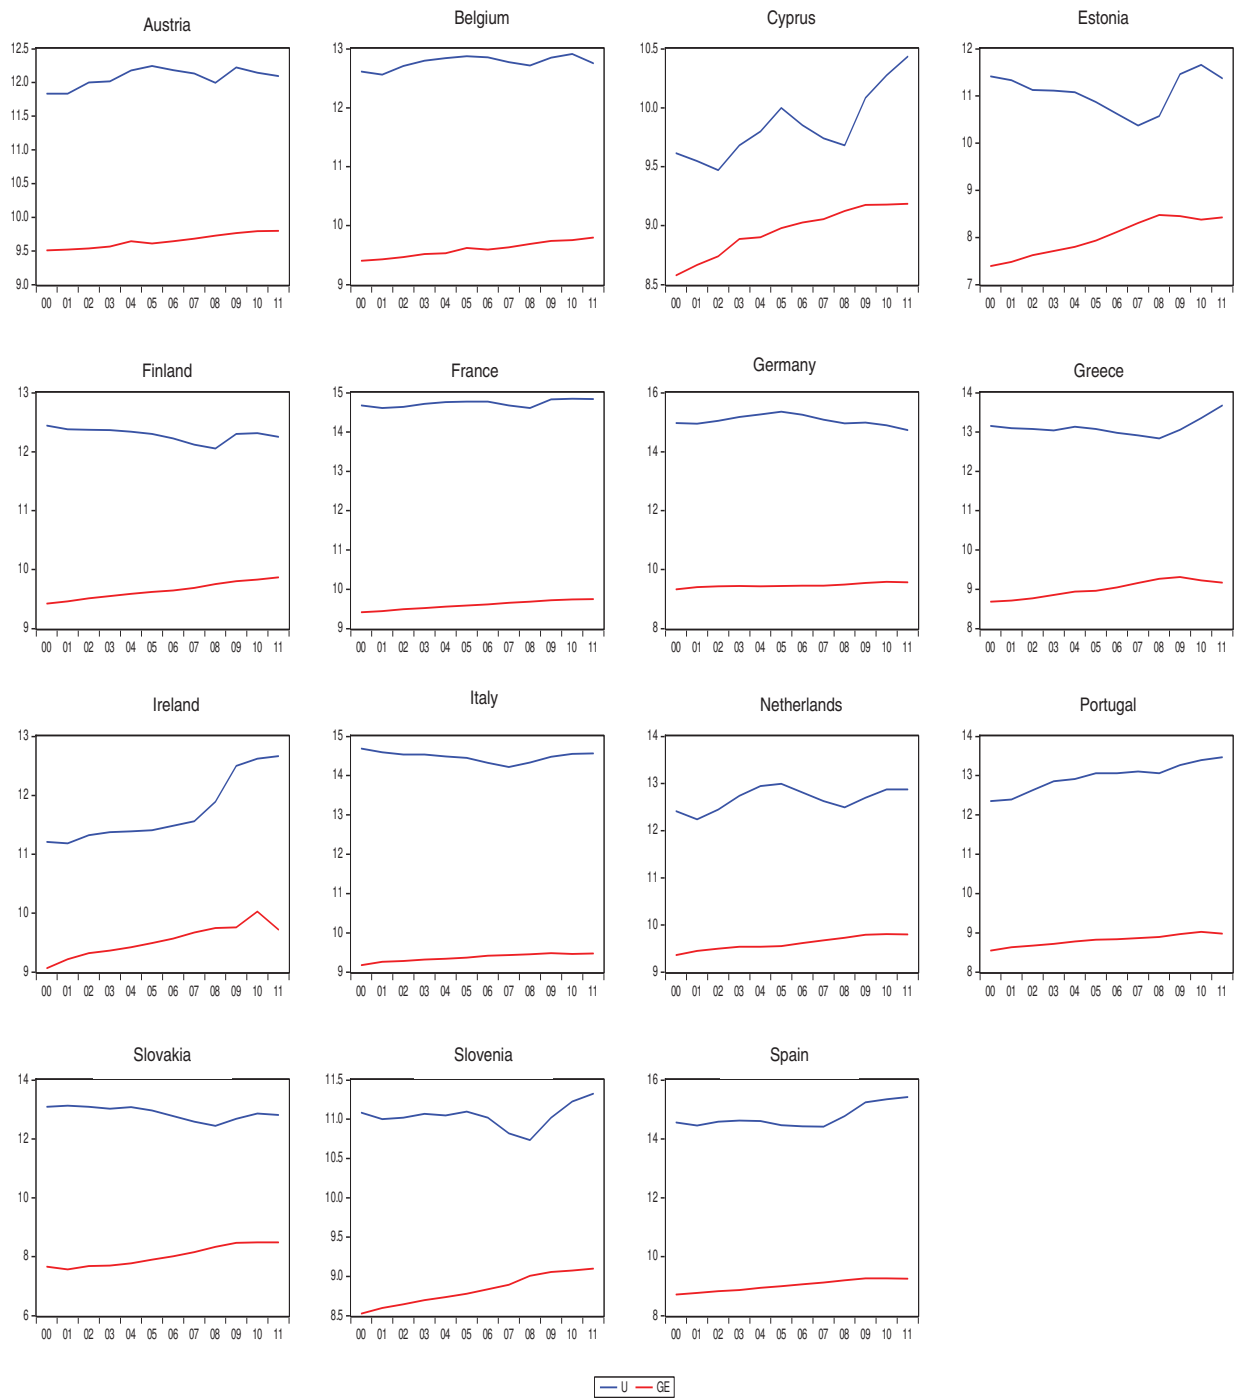 Austria Belgium Cyprus Estonia
12.5 12.0 11.5 11.0 10.5 10.0 9.5 9.0
00 01 02 03 04 05 06 07 08 09 10 11
13 12 11 10 9
00 01 02 03 04 05 06 07 08 09 10 11
10.5 10.0 9.5 9.0 8.5
00 01 02 03 04 05 06 07 08 09 10 11
12 11 10 9 8 7
00 01 02 03 04 05 06 07 08 09 10 11
Finland France Germany Greece
13 12 11 10 9
00 01 02 03 04 05 06 07 08 09 10 11
15 14 13 12 11 10 9
00 01 02 03 04 05 06 07 08 09 10 11
16 14 12 10 8
00 01 02 03 04 05 06 07 08 09 10 11
14 13 12 11 10 9 8
00 01 02 03 04 05 06 07 08 09 10 11
Ireland Italy Netherlands Portugal
13 12 11 10 9
00 01 02 03 04 05 06 07 08 09 10 11
15 14 13 12 11 10 9
00 01 02 03 04 05 06 07 08 09 10 11
14 13 12 11 10 9
00 01 02 03 04 05 06 07 08 09 10 11
14 13 12 11 10 9 8
00 01 02 03 04 05 06 07 08 09 10 11
Slovakia Slovenia Spain
14 12 10 8 6
00 01 02 03 04 05 06 07 08 09 10 11
11.5 11.0 10.5 10.0 9.5 9.0 8.5
00 01 02 03 04 05 06 07 08 09 10 11
16 14 12 10 8
00 01 02 03 04 05 06 07 08 09 10 11
U GE